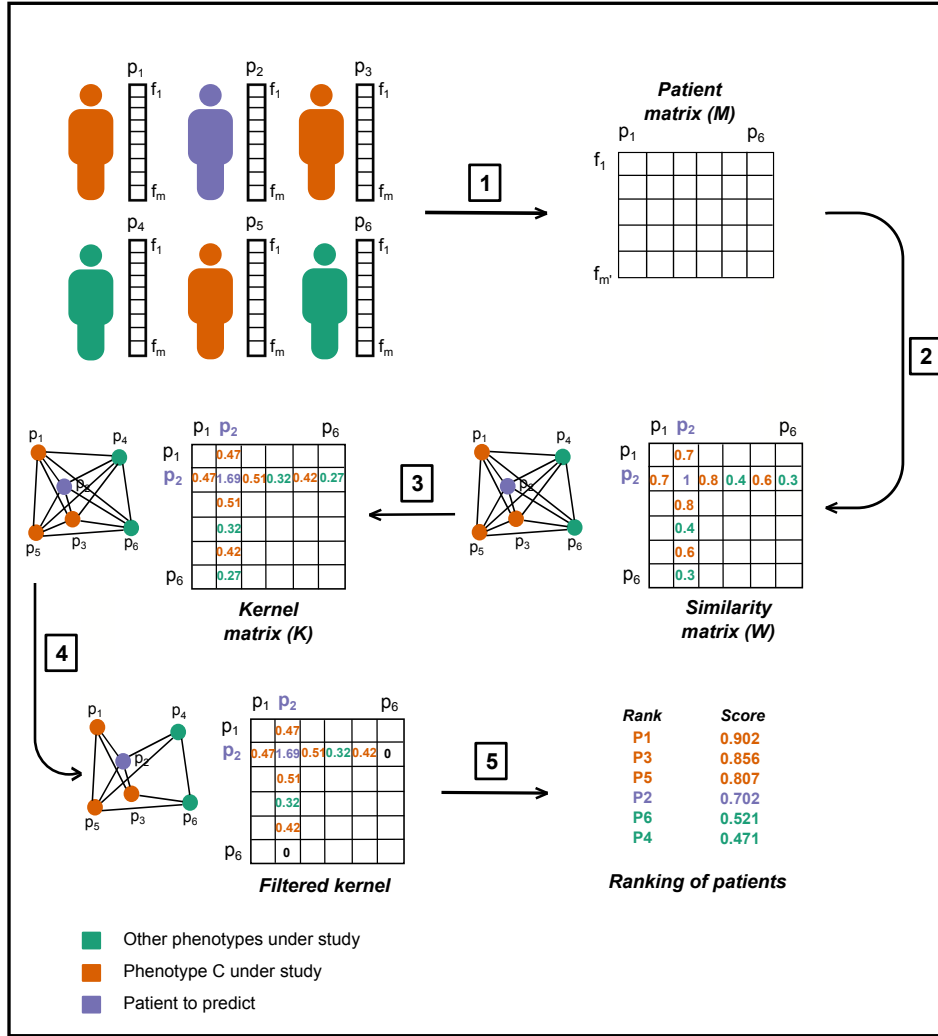 p1 p2 p3
f1 f1 f1
fm fm fm
p4 p5 p6
f1 f1 f1
fm fm fm
1
Patient
matrix (M)
p1 p6
f1
fm'
2
p1 p4 p2 p5 p3 p6
p1 p2 p6
p1 0.47
p2 0.47 1.69 0.51 0.32 0.42 0.27
0.51
0.32
0.42
p6 0.27
Kernel
matrix (K)
3
p1 p4 p2 p5 p3 p6
p1 p2 p6
p1 0.7
p2 0.7 1 0.8 0.4 0.6 0.3
0.8
0.4
0.6
p6 0.3
Similarity
matrix (W)
4
p1 p4 p2 p5 p3 p6
p1 p2 p6
p1 0.47
p2 0.47 1.69 0.51 0.32 0.42 0
0.51
0.32
0.42
p6 0
Filtered kernel
5
Rank Score
P1 0.902
P3 0.856
P5 0.807
P2 0.702
P6 0.521
P4 0.471
Ranking of patients
Other phenotypes under study
Phenotype C under study
Patient to predict